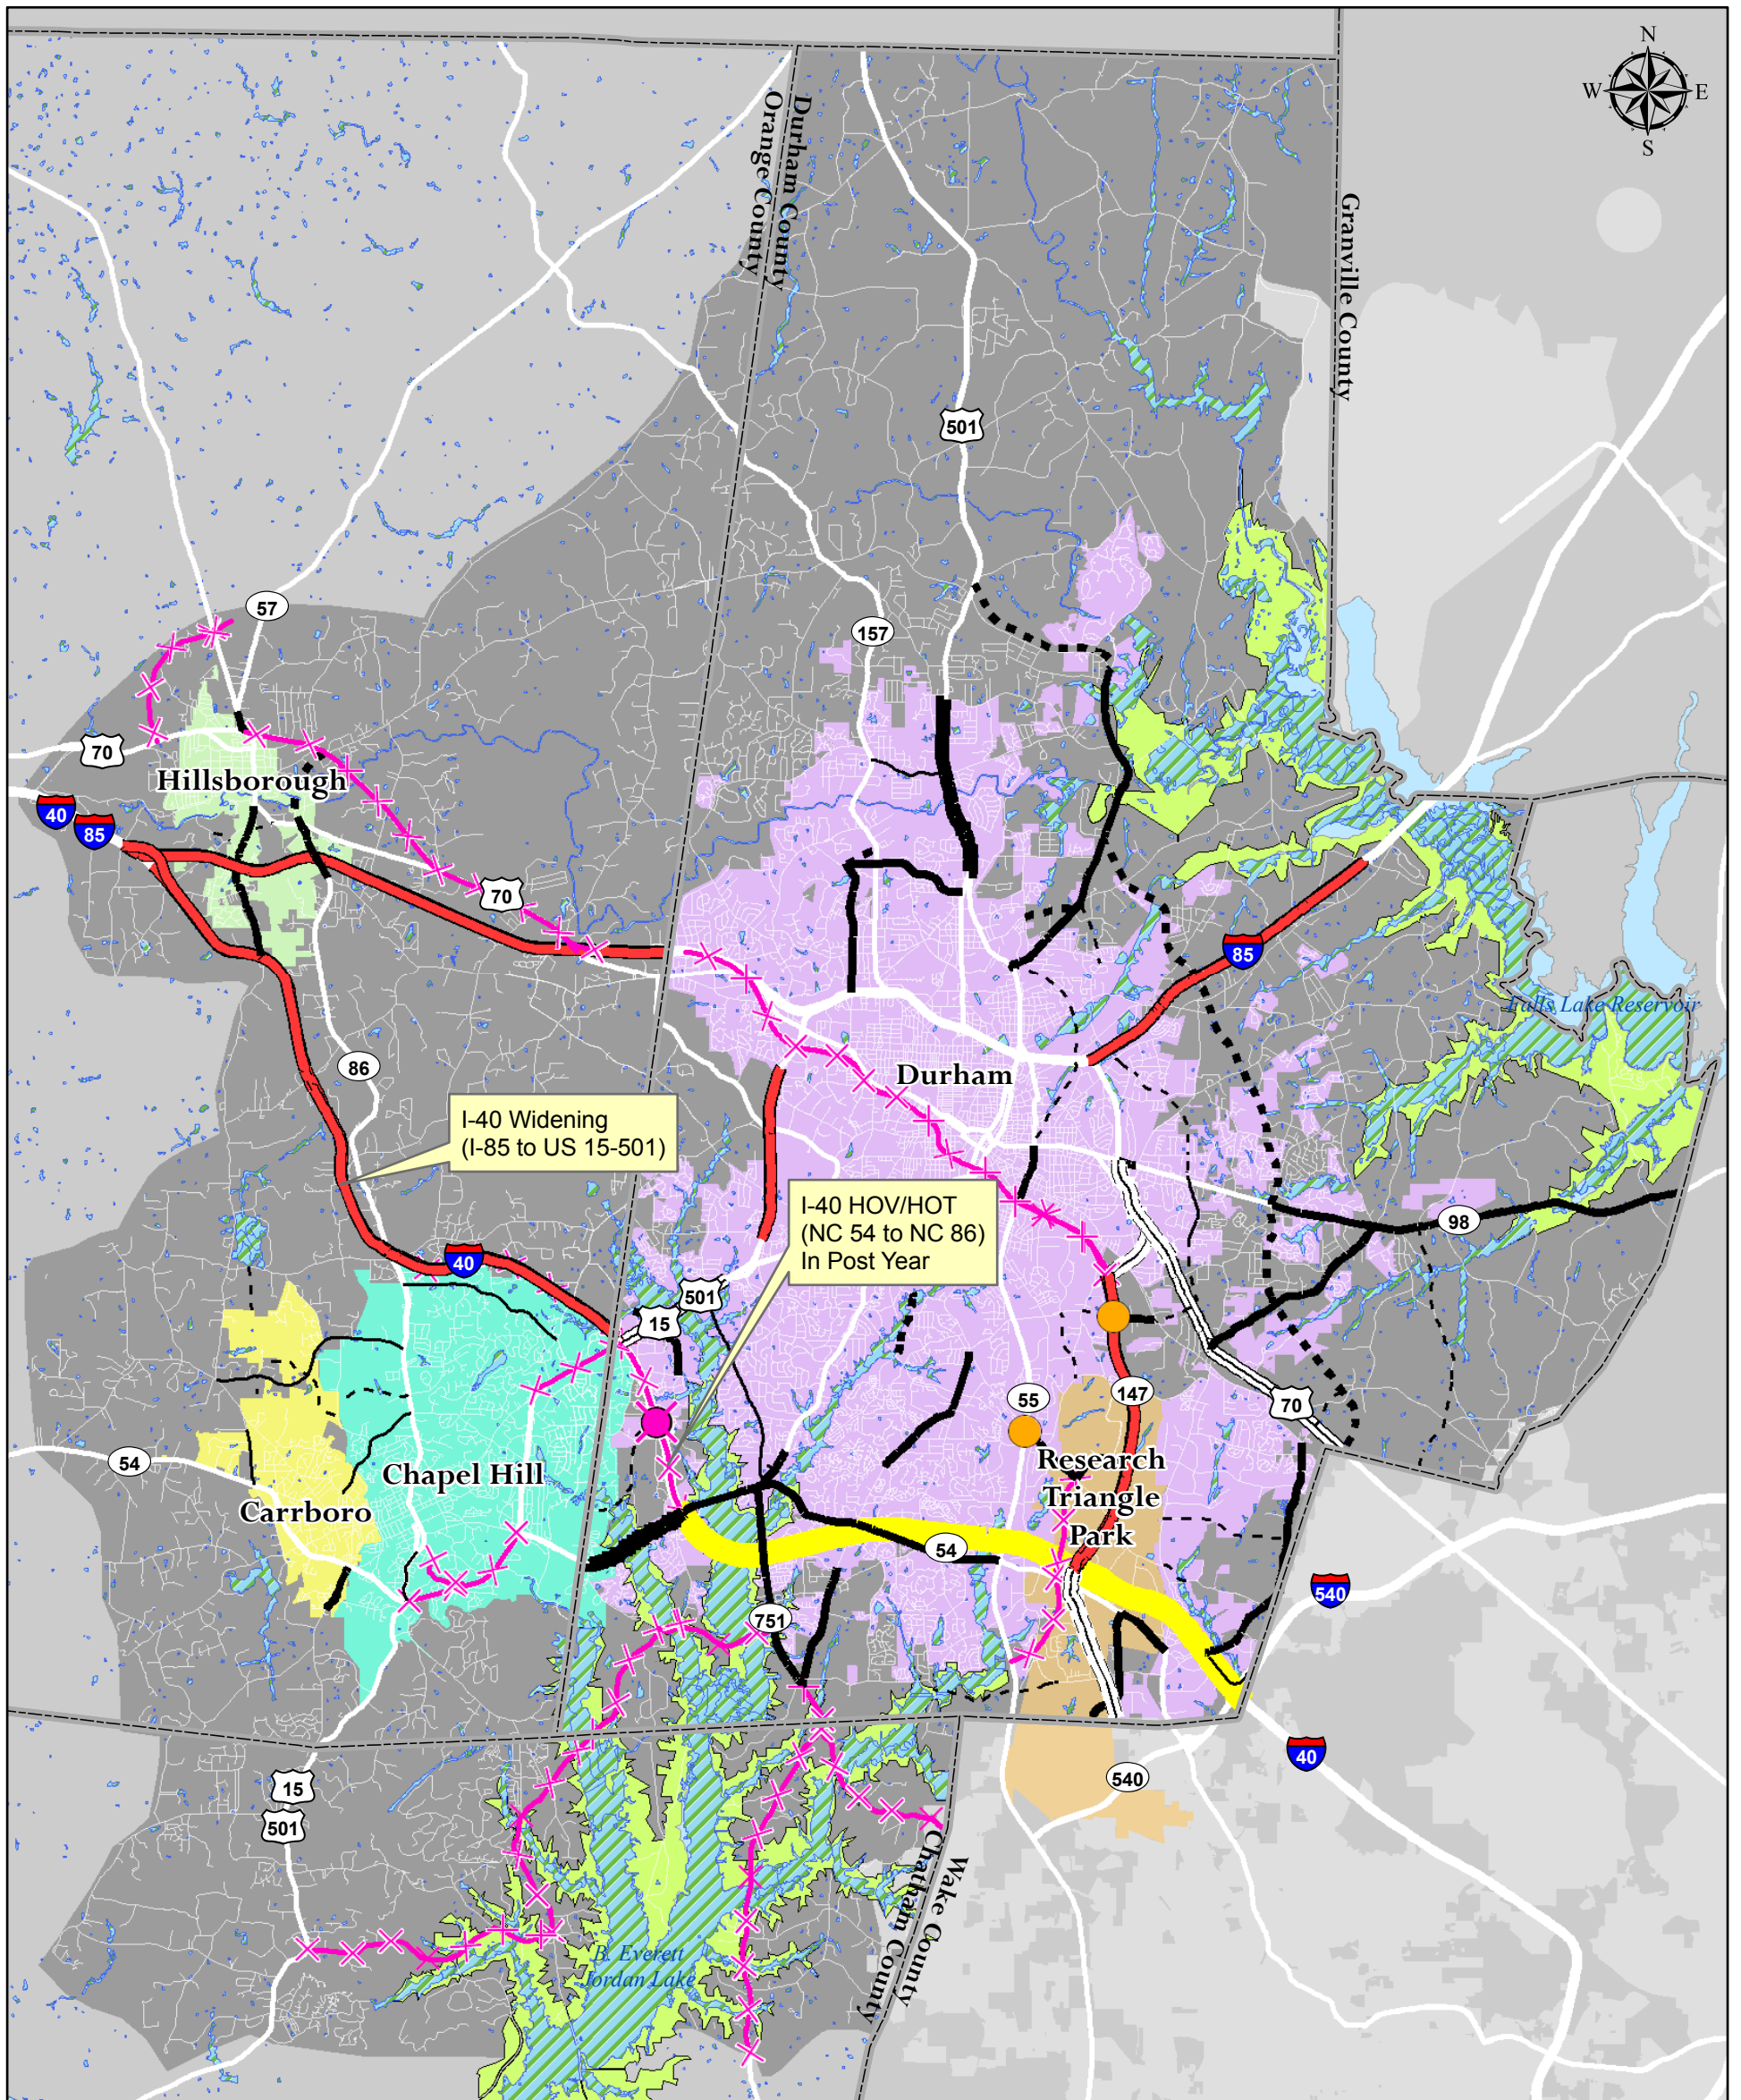 N
W
E
S
Orange County
Durham County
Granville County
501
57
157
70
Hillsborough
40
85
70
85
Falls Lake Reservoir
86
Durham
I-40 Widening
(I-85 to US 15-501)
I-40 HOV/HOT
(NC 54 to NC 86)
In Post Year
98
40
501
15
147
55
70
54
Chapel Hill
Research
Triangle
Park
Carrboro
54
540
751
40
540
15
501
Chatham County
Wake County
B. Everett
Jordan Lake